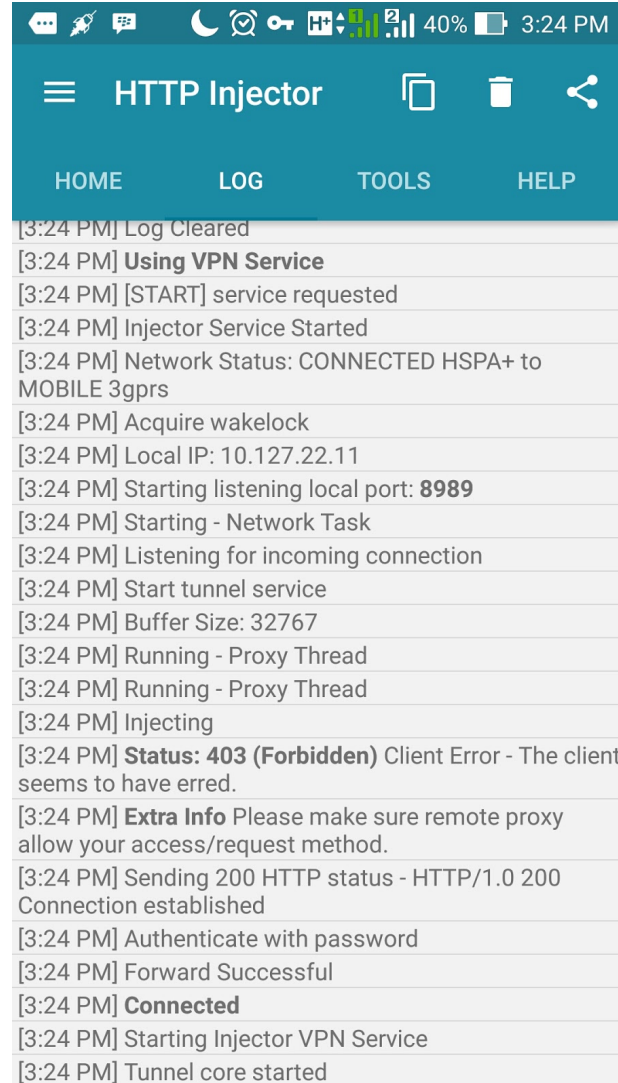 40% 3:24 PM
HTTP Injector
HOME LOG TOOLS HELP
[3:24 PM] Log Cleared
[3:24 PM] Using VPN Service
[3:24 PM] [START] service requested
[3:24 PM] Injector Service Started
[3:24 PM] Network Status: CONNECTED HSPA+ to
MOBILE 3gprs
[3:24 PM] Acquire wakelock
[3:24 PM] Local IP: 10.127.22.11
[3:24 PM] Starting listening local port: 8989
[3:24 PM] Starting - Network Task
[3:24 PM] Listening for incoming connection
[3:24 PM] Start tunnel service
[3:24 PM] Buffer Size: 32767
[3:24 PM] Running - Proxy Thread
[3:24 PM] Running - Proxy Thread
[3:24 PM] Injecting
[3:24 PM] Status: 403 (Forbidden) Client Error - The client
seems to have erred.
[3:24 PM] Extra Info Please make sure remote proxy
allow your access/request method.
[3:24 PM] Sending 200 HTTP status - HTTP/1.0 200
Connection established
[3:24 PM] Authenticate with password
[3:24 PM] Forward Successful
[3:24 PM] Connected
[3:24 PM] Starting Injector VPN Service
[3:24 PM] Tunnel core started